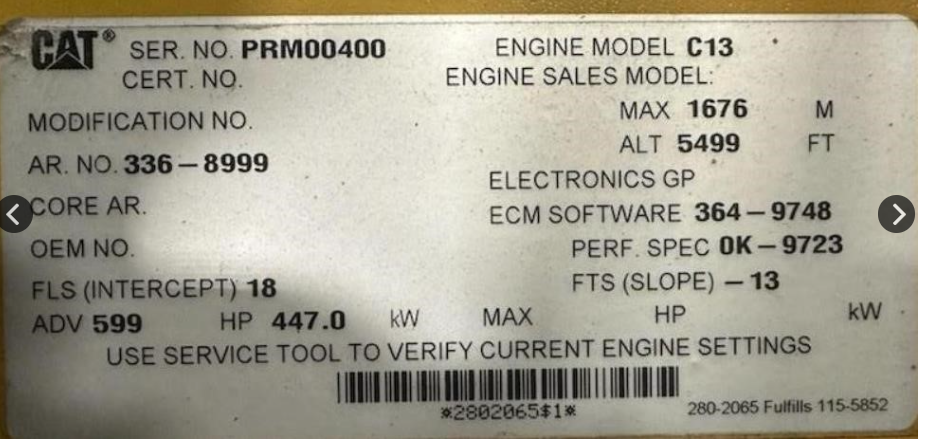 CAT® SER. NO. PRM00400 ENGINE MODEL C13
CERT. NO. ENGINE SALES MODEL:
MAX 1676 M
MODIFICATION NO.
ALT 5499 FT
AR. NO. 336-8999
ELECTRONICS GP
CORE AR.
ECM SOFTWARE 364-9748
OEM NO.
PERF. SPEC 0K-9723
FLS (INTERCEPT) 18 FTS (SLOPE) -13
ADV 599 HP 447.0 kW MAX HP kW
USE SERVICE TOOL TO VERIFY CURRENT ENGINE SETTINGS
*2802065$1*
280-2065 Fulfills 115-5852